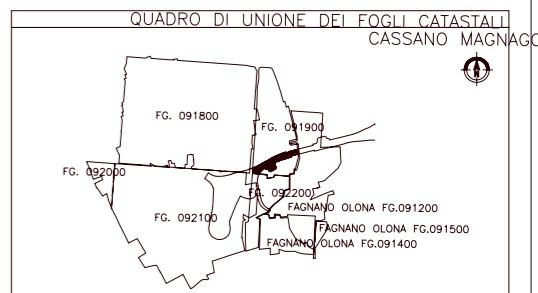 QUADRO DI UNIONE DEI FOGLI CATASTALI
CASSANO MAGNAGO
FG. 091800
FG. 091900
FG. 092000
FG. 092200
FAGNANO OLONA FG.091200
FG. 092100
FAGNANO OLONA FG.091500
FAGNANO OLONA FG.091400